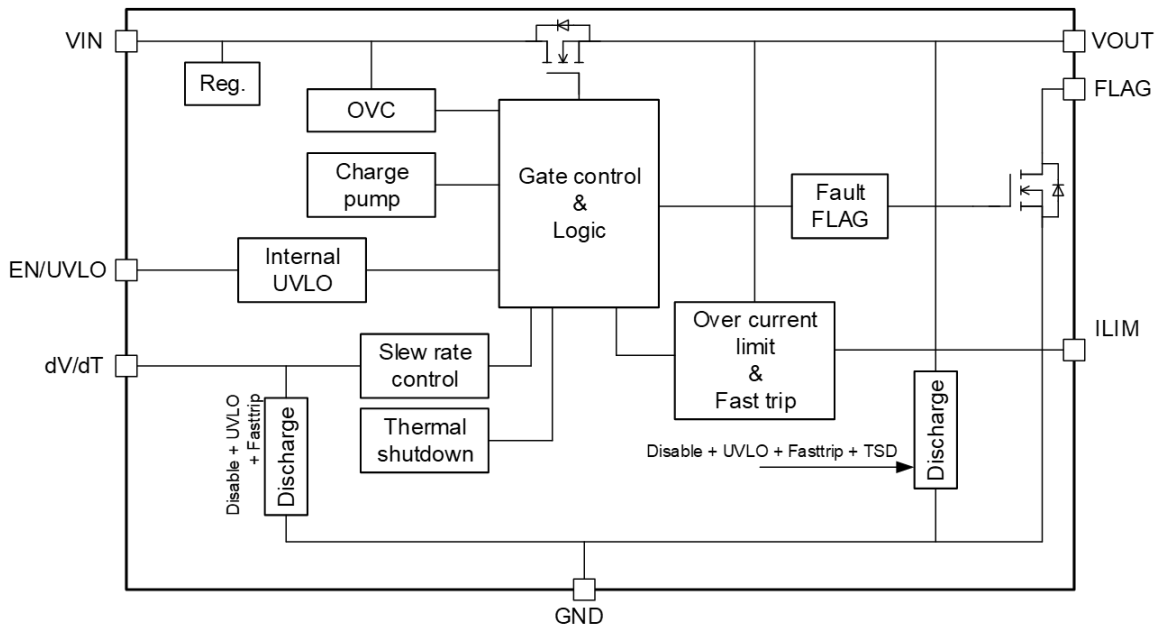 VIN
VOUT
Reg.
FLAG
OVC
Charge
pump
Gate control
&
Logic
Fault
FLAG
EN/UVLO
Internal
UVLO
Over current
limit
&
Fast trip
ILIM
dV/dT
Slew rate
control
Disable + UVLO
+ Fasttrip
Discharge
Thermal
shutdown
Disable + UVLO + Fasttrip + TSD
Discharge
GND